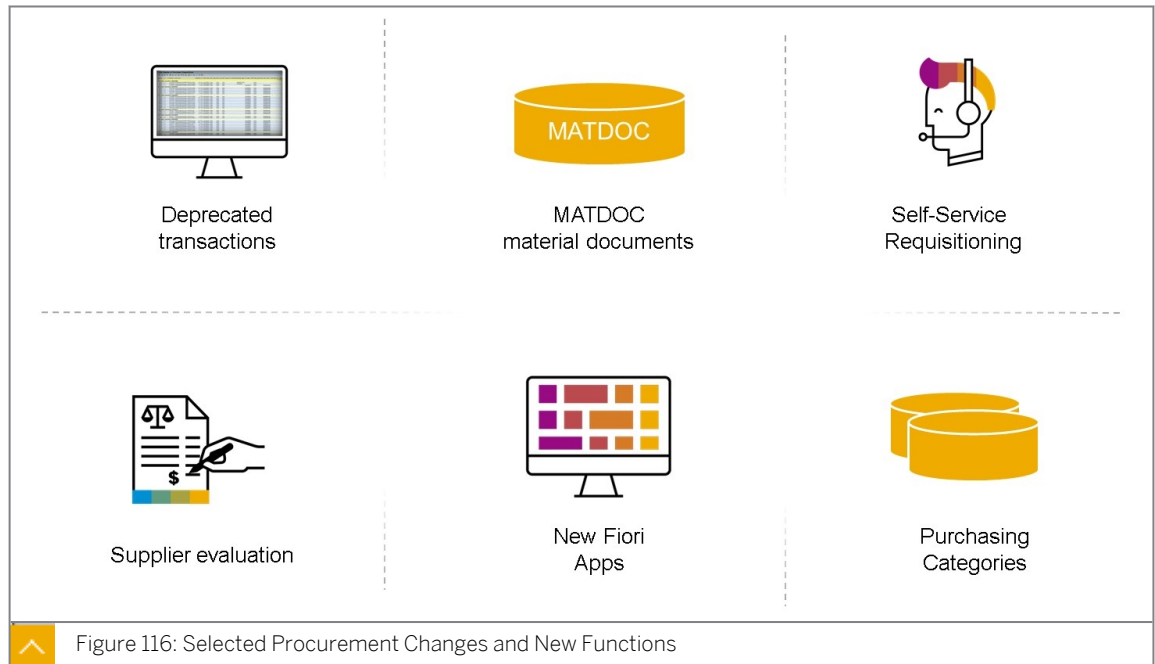 MATDOC
Deprecated
transactions
MATDOC
material documents
Self-Service
Requisitioning
$
Supplier evaluation
New Fiori
Apps
Purchasing
Categories
Figure 116: Selected Procurement Changes and New Functions